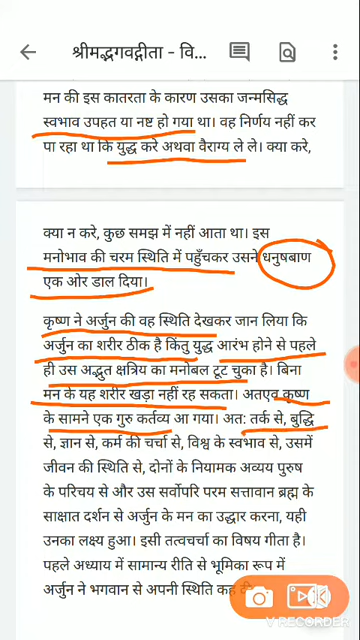 श्रीमद्भगवद्गीता - वि...
मन की इस कातरता के कारण उसका जन्मसिद्ध
स्वभाव उपहत या नष्ट हो गया था। वह निर्णय नहीं कर
पा रहा था कि युद्ध करे अथवा वैराग्य ले ले। क्या करे,
क्या न करे, कुछ समझ में नहीं आता था। इस
मनोभाव की चरम स्थिति में पहुँचकर उसने धनुषबाण
एक ओर डाल दिया।
कृष्ण ने अर्जुन की वह स्थिति देखकर जान लिया कि
अर्जुन का शरीर ठीक है किंतु युद्ध आरंभ होने से पहले
ही उस अद्भुत क्षत्रिय का मनोबल टूट चुका है। बिना
मन के यह शरीर खड़ा नहीं रह सकता। अतएव कृष्ण
के सामने एक गुरु कर्तव्य आ गया। अत: तर्क से, बुद्धि
से, ज्ञान से, कर्म की चर्चा से, विश्व के स्वभाव से, उसमें
जीवन की स्थिति से, दोनों के नियामक अव्यय पुरुष
के परिचय से और उस सर्वोपरि परम सत्तावान ब्रह्म के
साक्षात दर्शन से अर्जुन के मन का उद्धार करना, यही
उनका लक्ष्य हुआ। इसी तत्वचर्चा का विषय गीता है।
पहले अध्याय में सामान्य रीति से भूमिका रूप में
अर्जुन ने भगवान से अपनी स्थिति कह
RECORDER